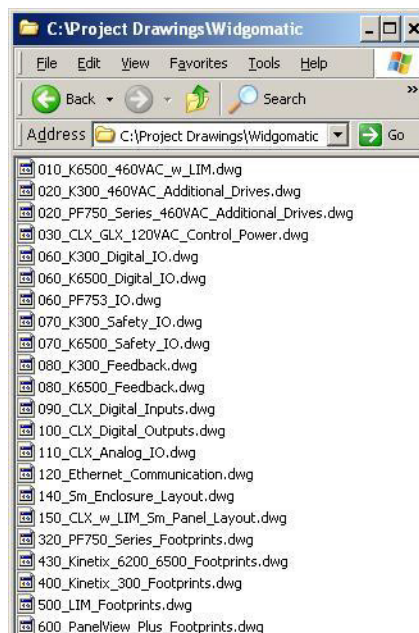 C:\Project Drawings\Widgomatic
File Edit View Favorites Tools Help
Back Search »
Address C:\Project Drawings\Widgomatic Go
010_K6500_460VAC_w_LIM.dwg
020_K300_460VAC_Additional_Drives.dwg
020_PF750_Series_460VAC_Additional_Drives.dwg
030_CLX_GLX_120VAC_Control_Power.dwg
060_K300_Digital_IO.dwg
060_K6500_Digital_IO.dwg
060_PF753_IO.dwg
070_K300_Safety_IO.dwg
070_K6500_Safety_IO.dwg
080_K300_Feedback.dwg
080_K6500_Feedback.dwg
090_CLX_Digital_Inputs.dwg
100_CLX_Digital_Outputs.dwg
110_CLX_Analog_IO.dwg
120_Ethernet_Communication.dwg
140_Sm_Enclosure_Layout.dwg
150_CLX_w_LIM_Sm_Panel_Layout.dwg
320_PF750_Series_Footprints.dwg
430_Kinetix_6200_6500_Footprints.dwg
400_Kinetix_300_Footprints.dwg
500_LIM_Footprints.dwg
600_PanelView_Plus_Footprints.dwg